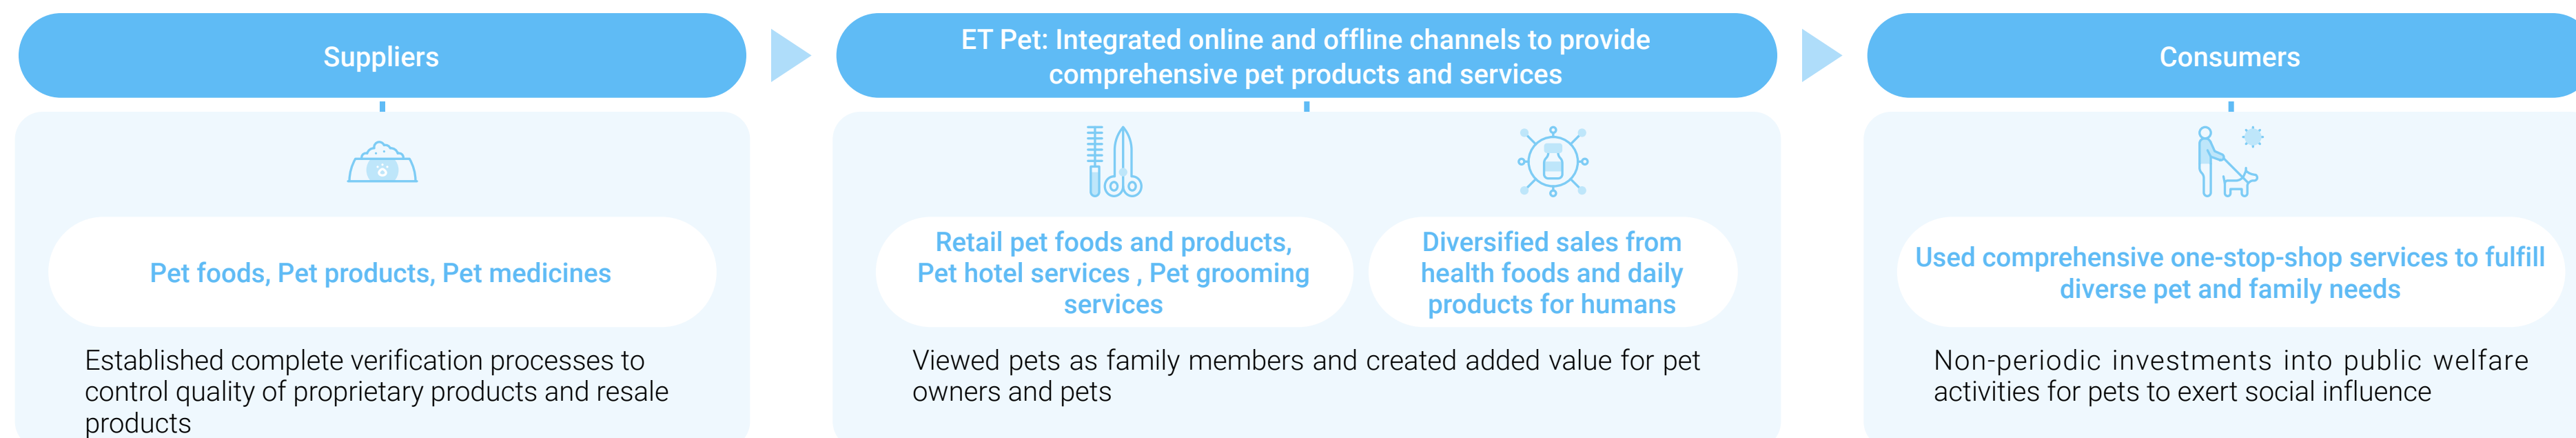 Suppliers
Pet foods, Pet products, Pet medicines
Established complete verification processes to
control quality of proprietary products and resale
products
ET Pet: Integrated online and offline channels to provide
comprehensive pet products and services
Retail pet foods and products,
Pet hotel services , Pet grooming
services
Diversified sales from
health foods and daily
products for humans
Viewed pets as family members and created added value for pet
owners and pets
Consumers
Used comprehensive one-stop-shop services to fulfill
diverse pet and family needs
Non-periodic investments into public welfare
activities for pets to exert social influence